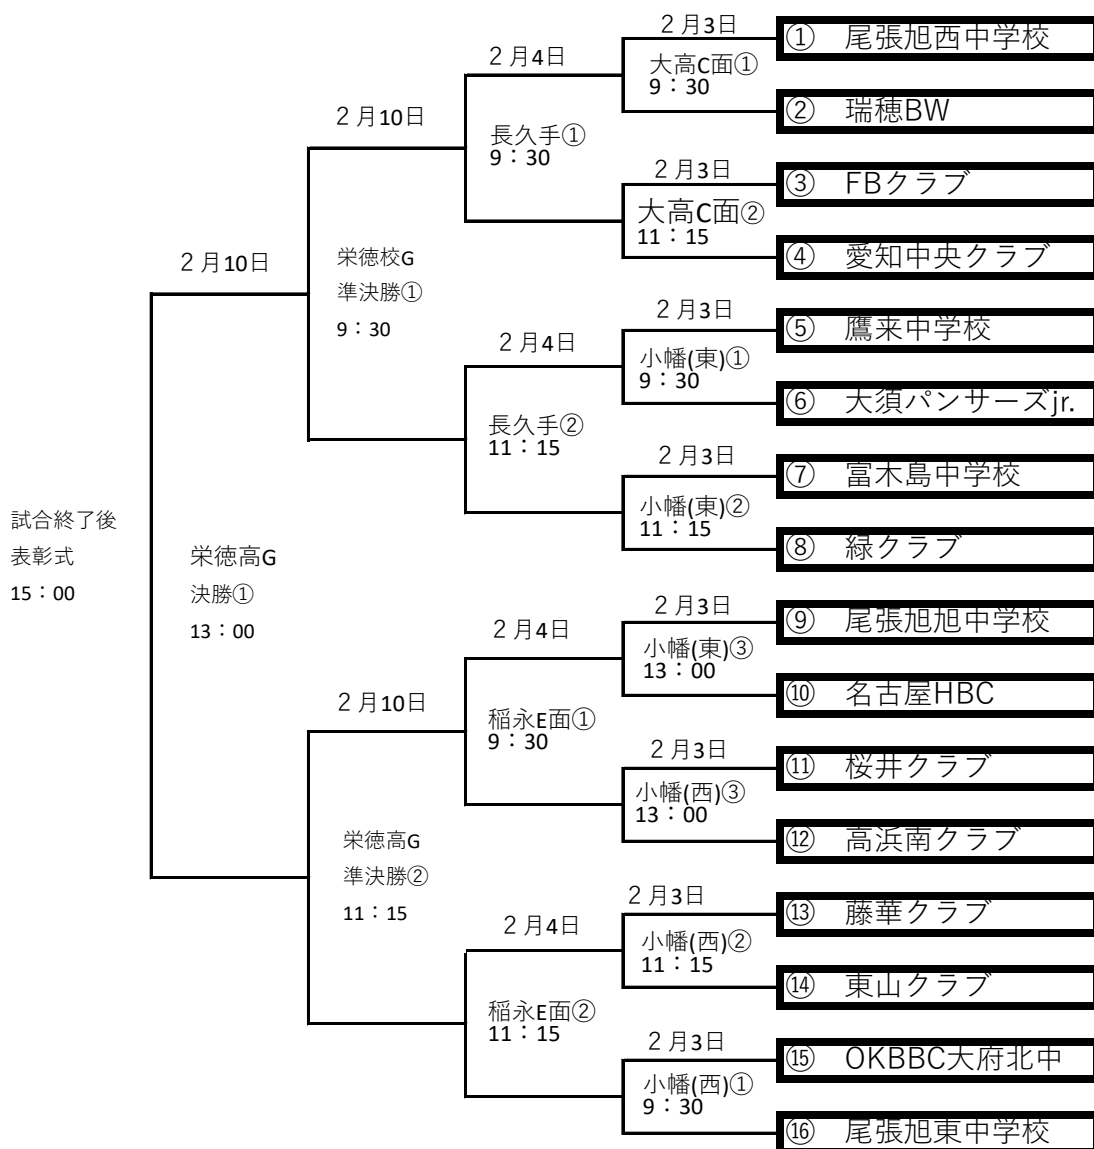 ２月3日
① 尾張旭西中学校
２月4日
大高C面①
9：30
２月10日
② 瑞穂BW
長久手①
9：30
２月3日
③ FBクラブ
大高C面②
11：15
２月10日
栄徳校G
準決勝①
9：30
④ 愛知中央クラブ
２月3日
⑤ 鷹来中学校
２月4日
小幡(東)①
9：30
⑥ 大須パンサーズjr.
長久手②
11：15
２月3日
⑦ 富木島中学校
小幡(東)②
11：15
試合終了後
表彰式
15：00
栄徳高G
決勝①
13：00
⑧ 緑クラブ
２月3日
⑨ 尾張旭旭中学校
２月4日
小幡(東)③
13：00
２月10日
⑩ 名古屋HBC
稲永E面①
9：30
２月3日
⑪ 桜井クラブ
小幡(西)③
13：00
栄徳高G
準決勝②
11：15
⑫ 高浜南クラブ
２月3日
⑬ 藤華クラブ
２月4日
小幡(西)②
11：15
⑭ 東山クラブ
稲永E面②
11：15
２月3日
⑮ OKBBC大府北中
小幡(西)①
9：30
⑯ 尾張旭東中学校